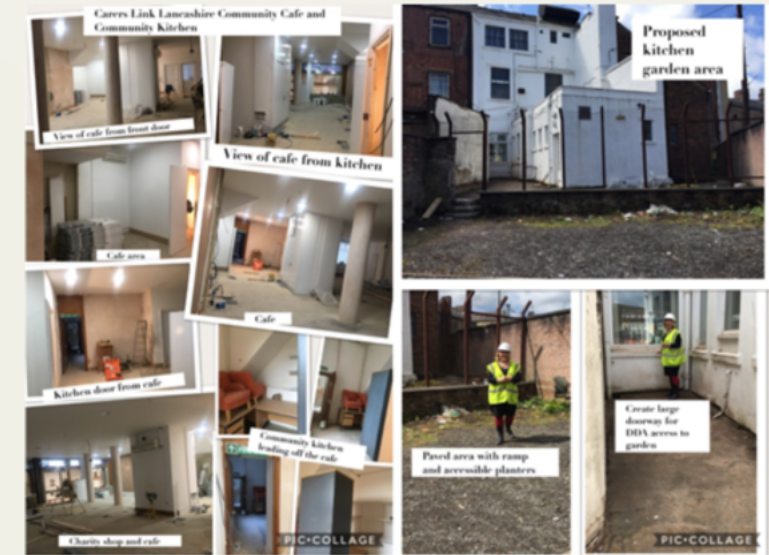 Carers Link Lancashire Community Cafe and
Community Kitchen
View of cafe from front door
View of cafe from kitchen
Cafe area
Cafe
Kitchen door from cafe
Community kitchen
leading off the cafe
Charity shop and cafe
PIC•COLLAGE
Proposed
kitchen
garden area
Paved area with ramp
and accessible planters
Create large
doorway for
DDA access to
garden
PIC•COLLAGE